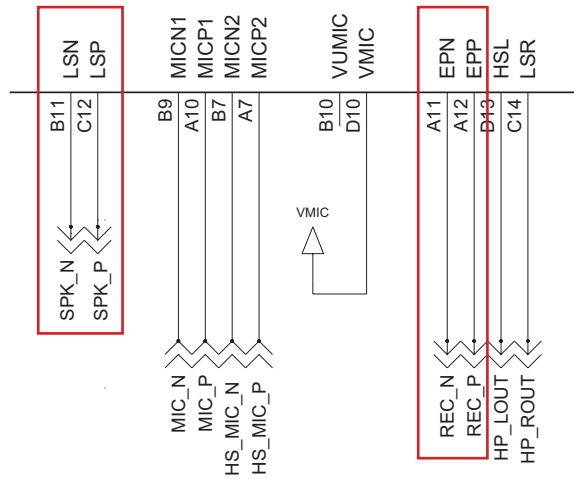 LSN
LSP
MICN1
MICP1
MICN2
MICP2
VUMIC
VMIC
EPN
EPP
HSL
LSR
B11
C12
B9
A10
B7
A7
B10
D10
A11
A12
D13
C14
VMIC
SPK_N
SPK_P
MIC_N
MIC_P
HS_MIC_N
HS_MIC_P
REC_N
REC_P
HP_LOUT
HP_ROUT